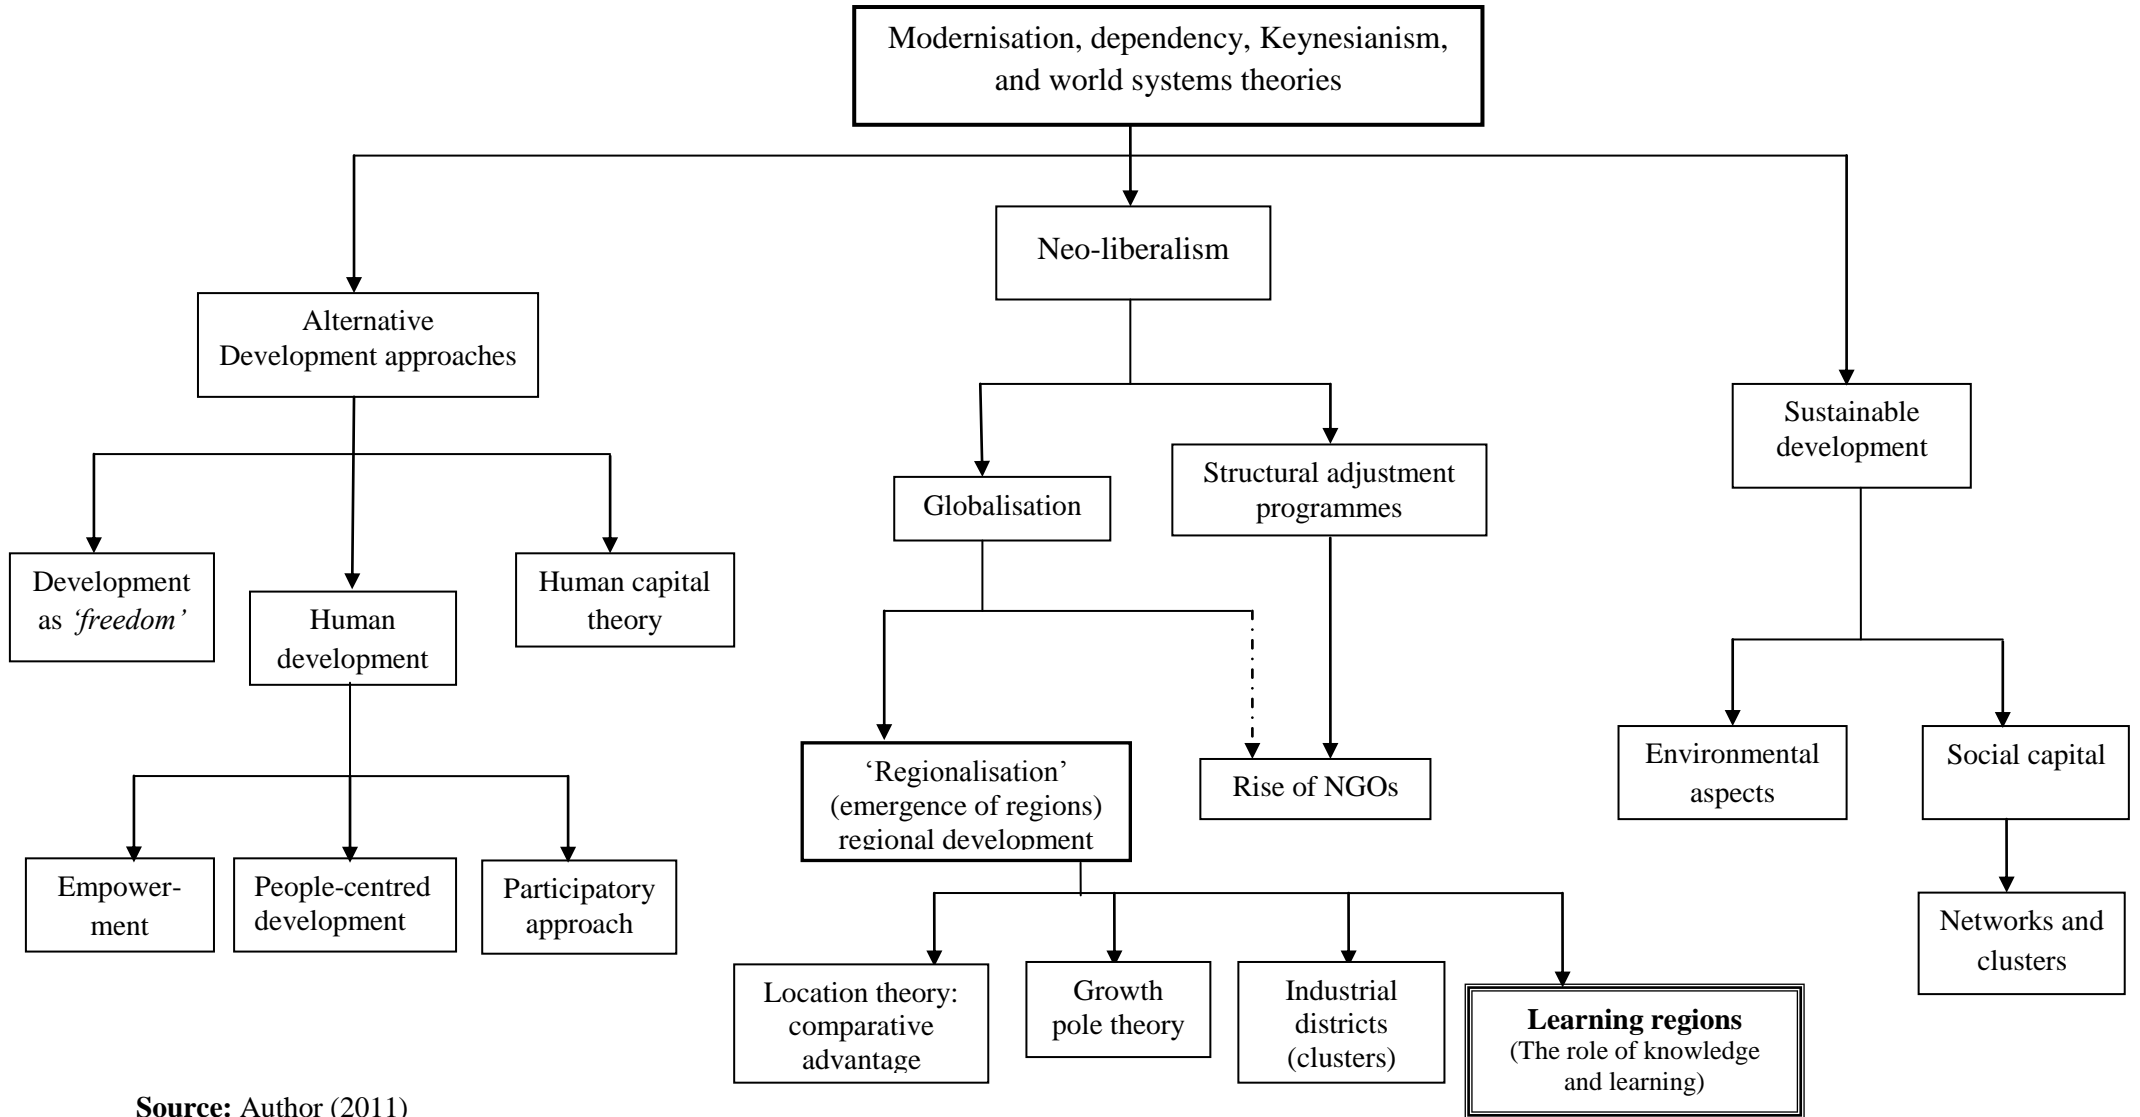 Modernisation, dependency, Keynesianism,
and world systems theories
Neo-liberalism
Alternative
Development approaches
Sustainable
development
Globalisation
Structural adjustment
programmes
Development
as ‘freedom’
Human
development
Human capital
theory
‘Regionalisation’
(emergence of regions)
regional development
Rise of NGOs
Environmental
aspects
Social capital
Empower-
ment
People-centred
development
Participatory
approach
Networks and
clusters
Location theory:
comparative
advantage
Growth
pole theory
Industrial
districts
(clusters)
Learning regions
(The role of knowledge
and learning)
Source: Author (2011)